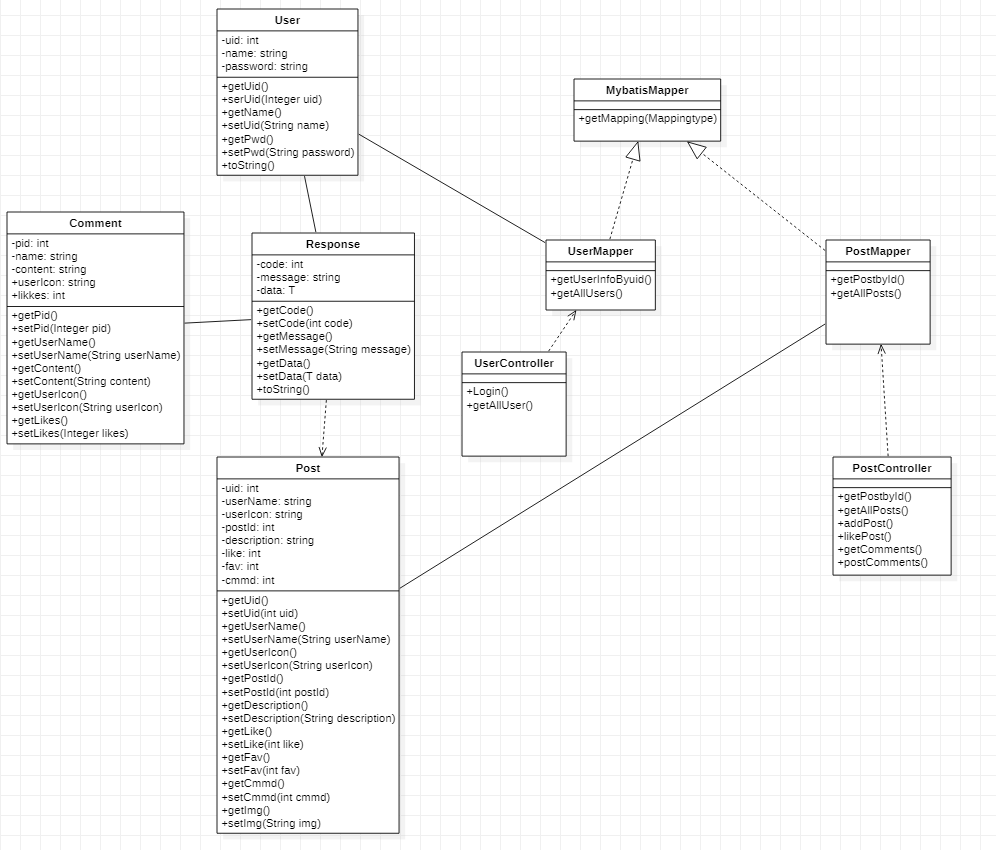 User
-uid: int
-name: string
-password: string
+getUid()
+serUid(Integer uid)
+getName()
+setUid(String name)
+getPwd()
+setPwd(String password)
+toString()
MybatisMapper
+getMapping(Mappingtype)
Comment
-pid: int
-name: string
-content: string
+userIcon: string
+likkes: int
+getPid()
+setPid(Integer pid)
+getUserName()
+setUserName(String userName)
+getContent()
+setContent(String content)
+getUserIcon()
+setUserIcon(String userIcon)
+getLikes()
+setLikes(Integer likes)
Response
-code: int
-message: string
-data: T
+getCode()
+setCode(int code)
+getMessage()
+setMessage(String message)
+getData()
+setData(T data)
+toString()
UserMapper
+getUserInfoByuid()
+getAllUsers()
PostMapper
+getPostbyId()
+getAllPosts()
UserController
+Login()
+getAllUser()
Post
-uid: int
-userName: string
-userIcon: string
-postId: int
-description: string
-like: int
-fav: int
-cmmd: int
+getUid()
+setUid(int uid)
+getUserName()
+setUserName(String userName)
+getUserIcon()
+setUserIcon(String userIcon)
+getPostId()
+setPostId(int postId)
+getDescription()
+setDescription(String description)
+getLike()
+setLike(int like)
+getFav()
+setFav(int fav)
+getCmmd()
+setCmmd(int cmmd)
+getImg()
+setImg(String img)
PostController
+getPostbyId()
+getAllPosts()
+addPost()
+likePost()
+getComments()
+postComments()